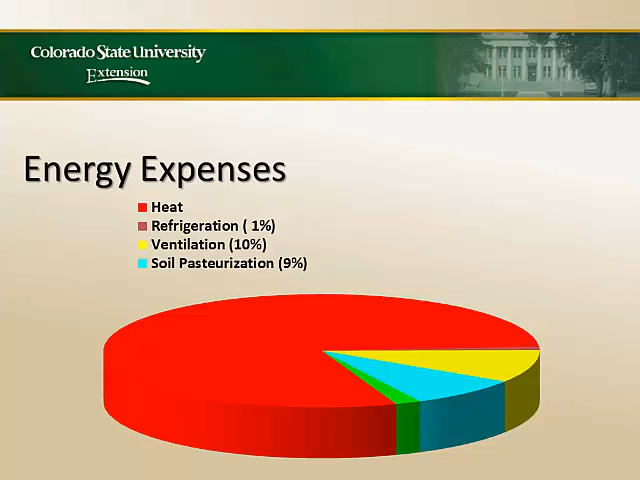 Colorado State University
Extension
Energy Expenses
Heat
Refrigeration ( 1%)
Ventilation (10%)
Soil Pasteurization (9%)